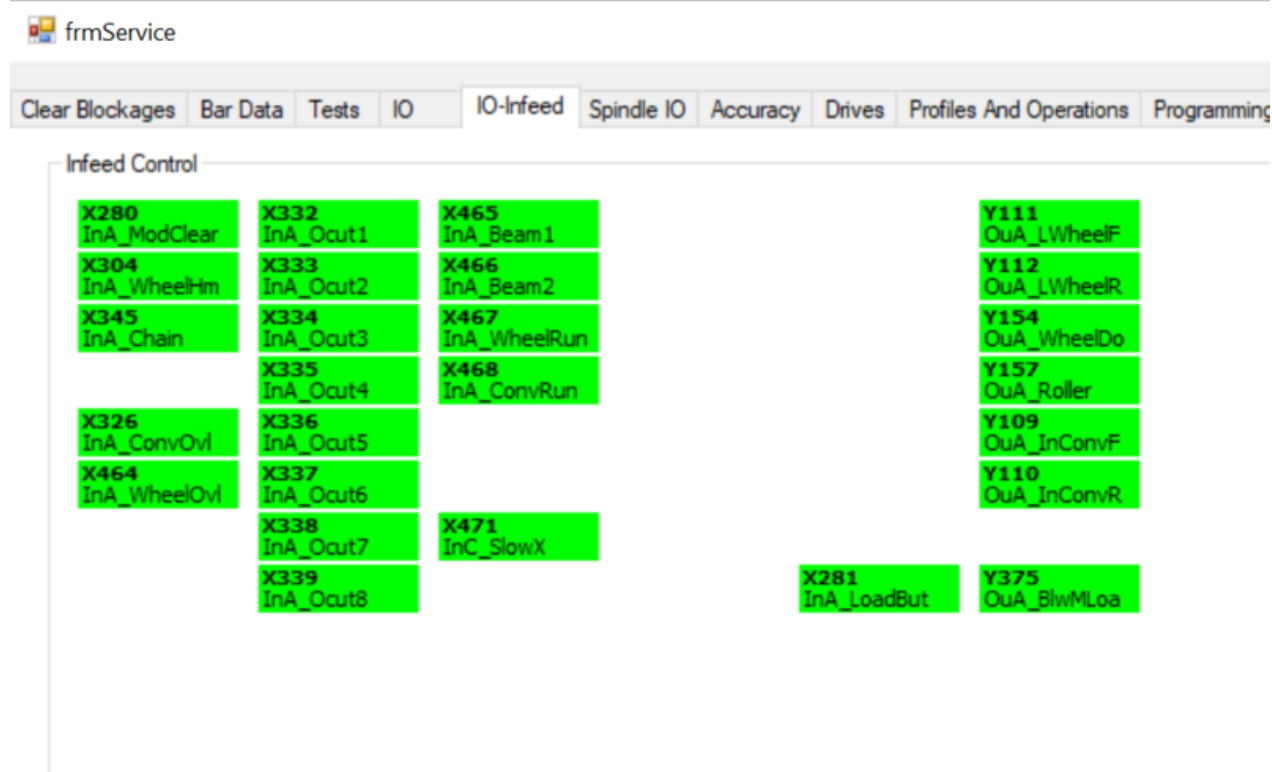 frmService
Clear Blockages Bar Data Tests IO IO-Infeed Spindle IO Accuracy Drives Profiles And Operations Programming
Infeed Control
X280
InA_ModClear
X304
InA_WheelHm
X345
InA_Chain
X326
InA_ConvOvl
X464
InA_WheelOvl
X332
InA_Ocut1
X333
InA_Ocut2
X334
InA_Ocut3
X335
InA_Ocut4
X336
InA_Ocut5
X337
InA_Ocut6
X338
InA_Ocut7
X339
InA_Ocut8
X465
InA_Beam1
X466
InA_Beam2
X467
InA_WheelRun
X468
InA_ConvRun
X471
InC_SlowX
X281
InA_LoadBut
Y111
OuA_LWheelF
Y112
OuA_LWheelR
Y154
OuA_WheelDo
Y157
OuA_Roller
Y109
OuA_InConvF
Y110
OuA_InConvR
Y375
OuA_BlwMLoa